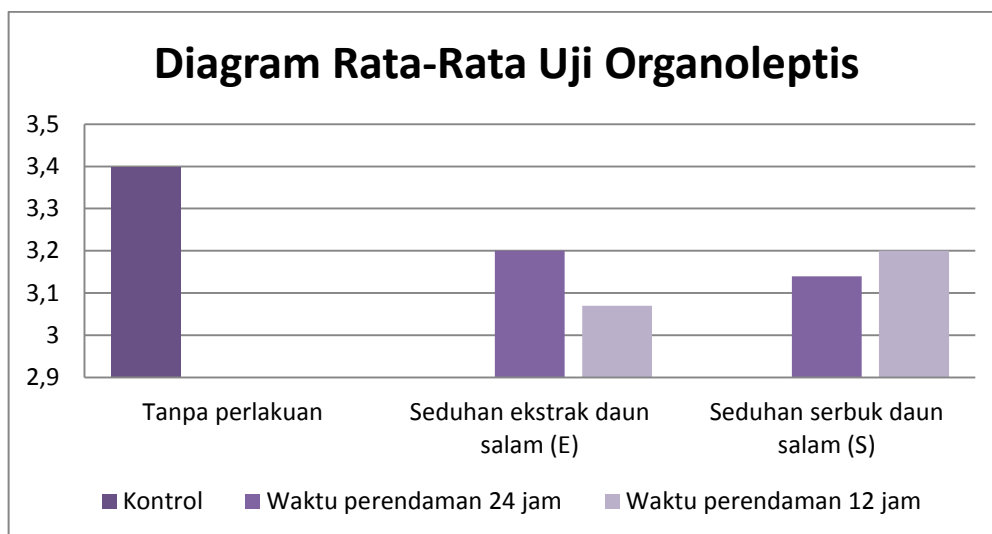 Diagram Rata-Rata Uji Organoleptis
3,5
3,4
3,3
3,2
3,1
3
2,9
Tanpa perlakuan
Seduhan ekstrak daun
salam (E)
Seduhan serbuk daun
salam (S)
Kontrol
Waktu perendaman 24 jam
Waktu perendaman 12 jam